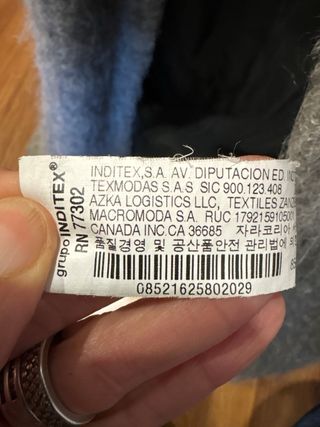 grupo INDITEX®
RN 77302
INDITEX,S.A. AV. DIPUTACION ED.
TEXMODAS S.A.S SIC 900.123.408
AZKA LOGISTICS LLC, TEXTILES
MACROMODA S.A. RUC 1792159105001
CANADA INC CA 36685 자라코리아
품질경영 및 공산품안전 관리법에
08521625802029